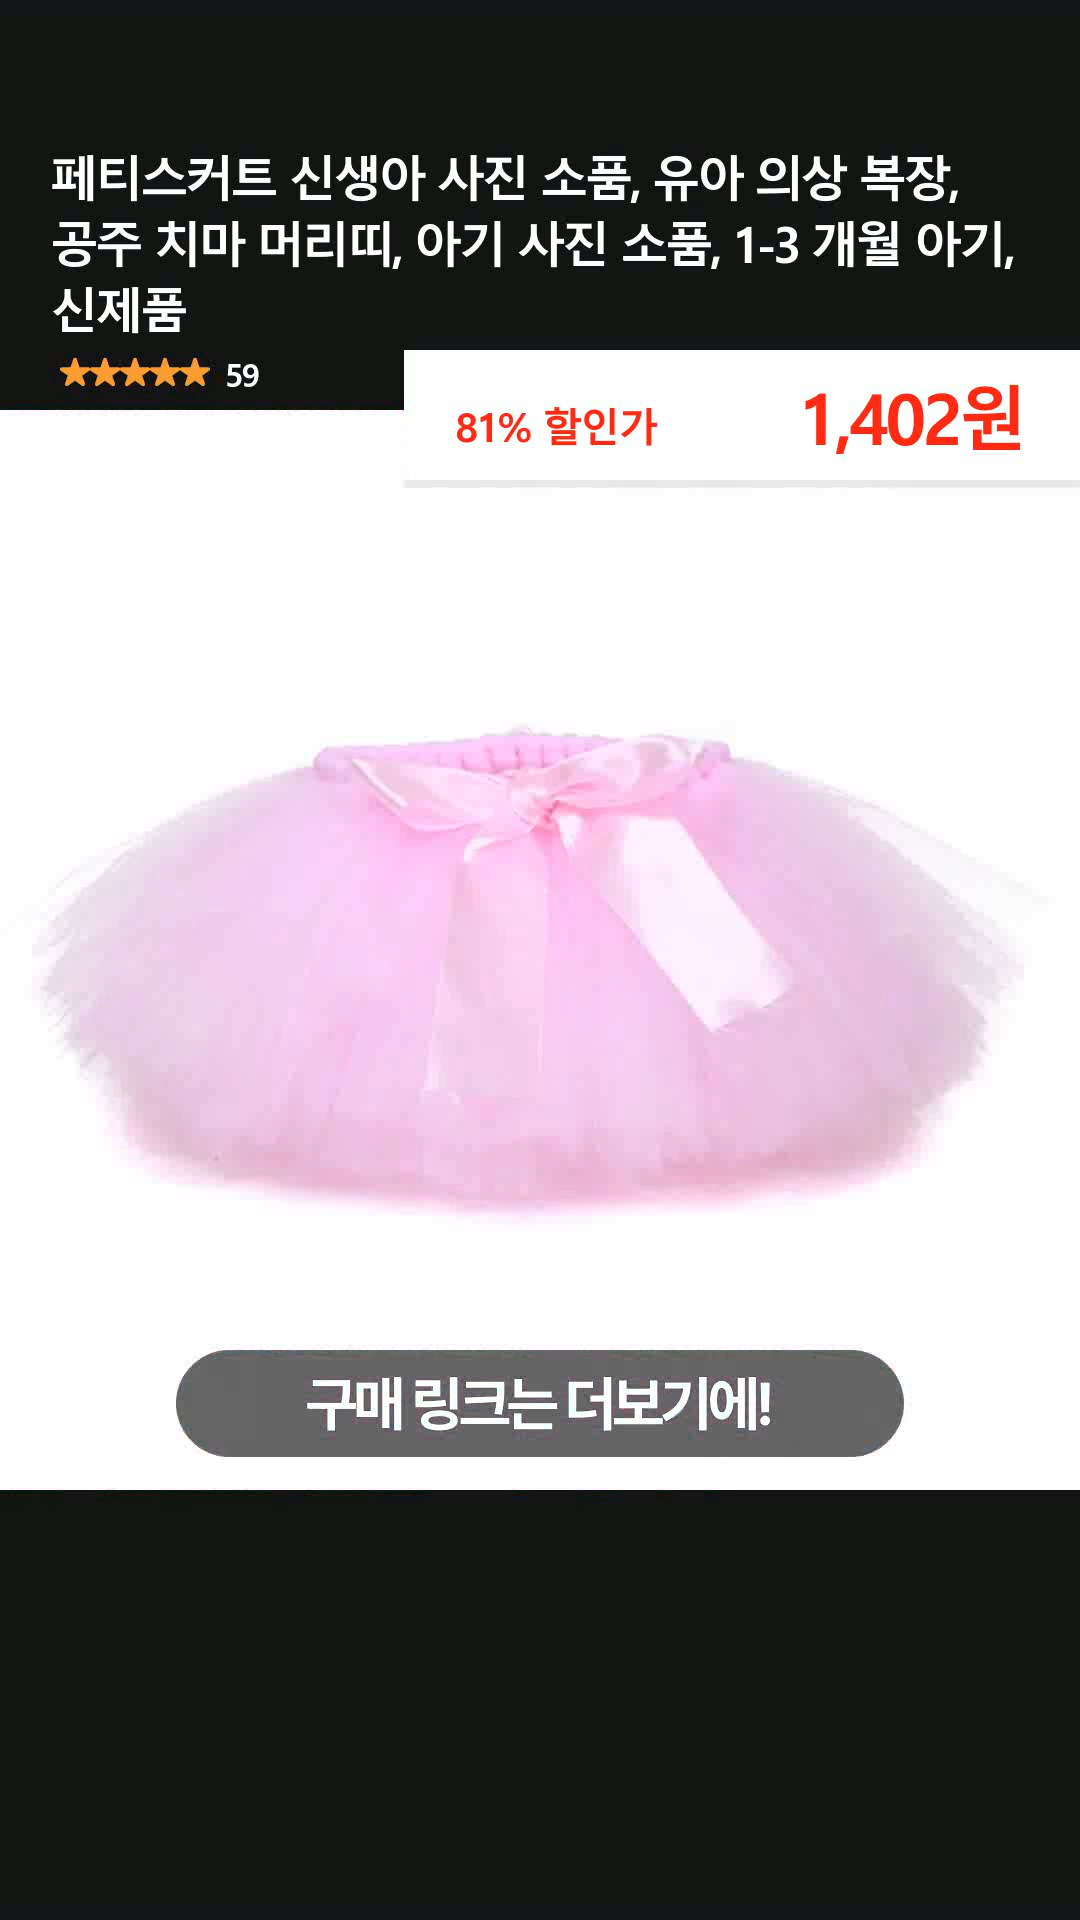 페티스커트 신생아 사진 소품, 유아 의상 복장,
공주 치마 머리띠, 아기 사진 소품, 1-3 개월 아기,
신제품
59
81% 할인가
1,402원
구매 링크는 더보기에!